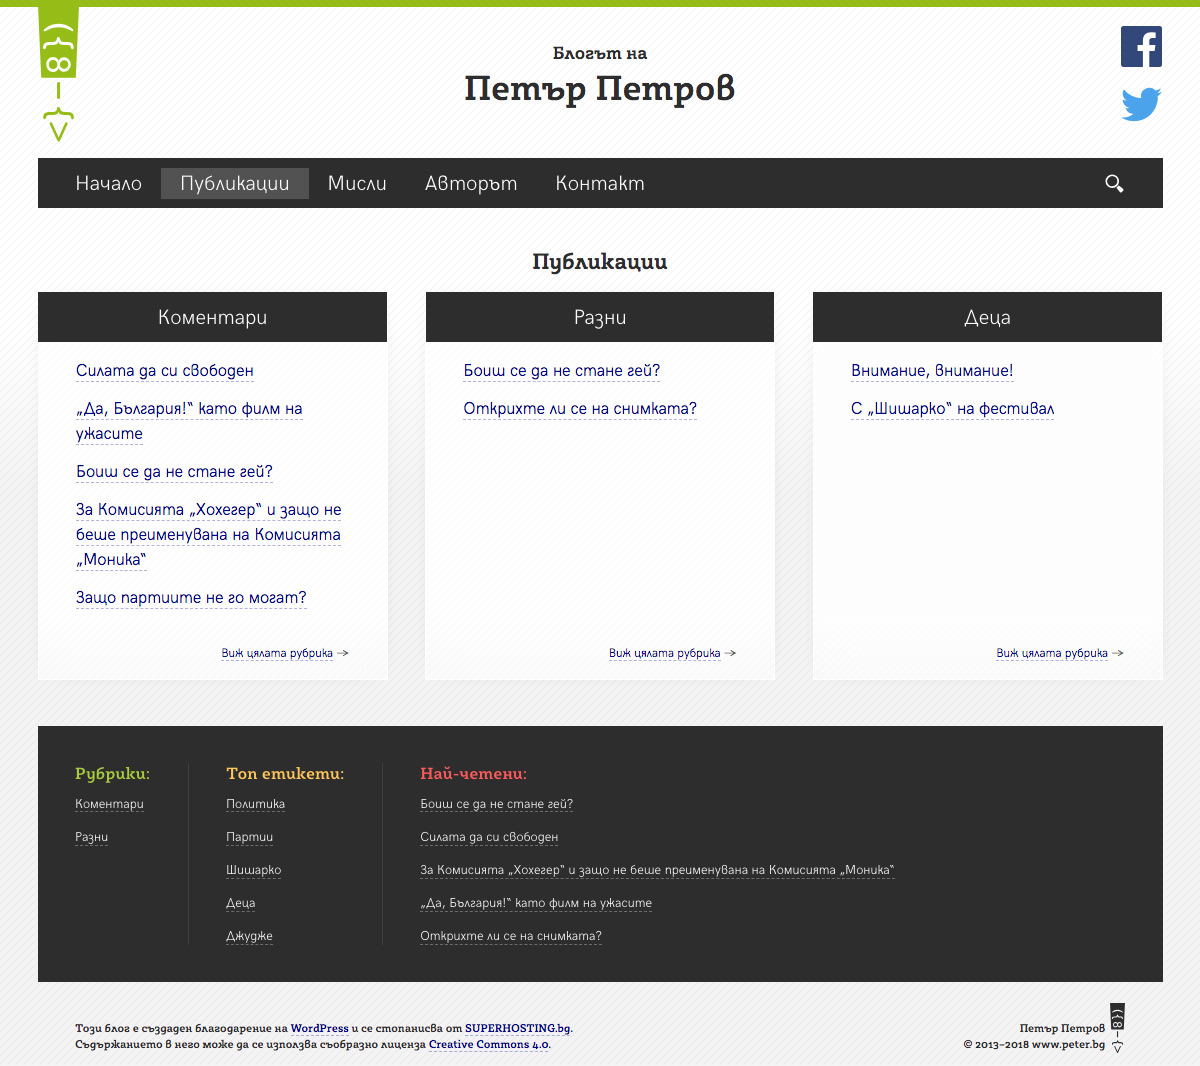 Блогът на
Петър Петров
Начало Публикации Мисли Авторът Контакт
Публикации
Коментари
Силата да си свободен
„Да, България!“ като филм на
ужасите
Боиш се да не стане гей?
За Комисията „Хохегер“ и защо не
беше преименувана на Комисията
„Моника“
Защо партиите не го могат?
Виж цялата рубрика →
Разни
Боиш се да не стане гей?
Открихте ли се на снимката?
Виж цялата рубрика →
Деца
Внимание, внимание!
С „Шишарко“ на фестивал
Виж цялата рубрика →
Рубрики:
Коментари
Разни
Топ етикети:
Политика
Партии
Шишарко
Деца
Джудже
Най-четени:
Боиш се да не стане гей?
Силата да си свободен
За Комисията „Хохегер“ и защо не беше преименувана на Комисията „Моника“
„Да, България!“ като филм на ужасите
Открихте ли се на снимката?
Този блог е създаден благодарение на WordPress и се стопанисва от SUPERHOSTING.bg.
Съдържанието в него може да се използва съобразно лиценза Creative Commons 4.0.
Петър Петров
© 2013–2018 www.peter.bg